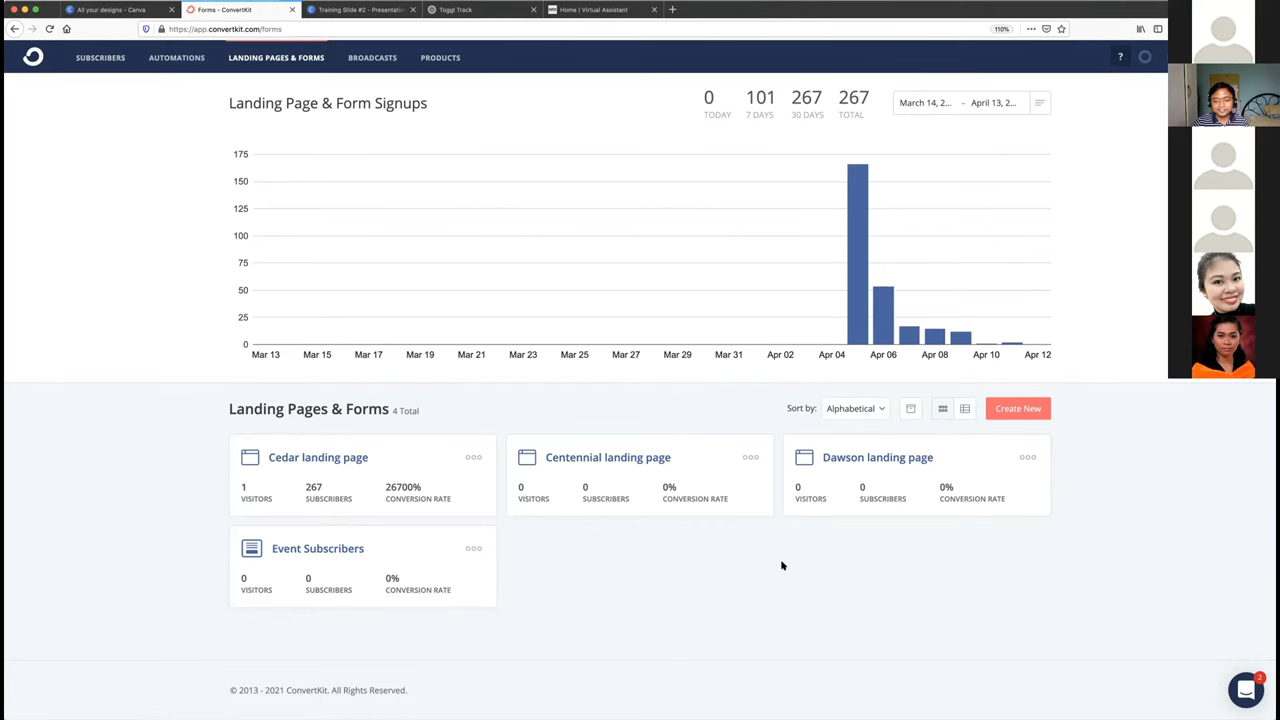 All your designs - Canva
Forms - ConvertKit
Training Slide #2 - Presentatio
Toggl Track
Home | Virtual Assistant
https://app.convertkit.com/forms
110%
SUBSCRIBERS
AUTOMATIONS
LANDING PAGES & FORMS
BROADCASTS
PRODUCTS
?
Landing Page & Form Signups
0 101 267 267
TODAY 7 DAYS 30 DAYS TOTAL
March 14, 2... – April 13, 2...
175
150
125
100
75
50
25
0
Mar 13 Mar 15 Mar 17 Mar 19 Mar 21 Mar 23 Mar 25 Mar 27 Mar 29 Mar 31 Apr 02 Apr 04 Apr 06 Apr 08 Apr 10 Apr 12
Landing Pages & Forms 4 Total
Sort by: Alphabetical
Create New
Cedar landing page
1 267 26700%
VISITORS SUBSCRIBERS CONVERSION RATE
Centennial landing page
0 0 0%
VISITORS SUBSCRIBERS CONVERSION RATE
Dawson landing page
0 0 0%
VISITORS SUBSCRIBERS CONVERSION RATE
Event Subscribers
0 0 0%
VISITORS SUBSCRIBERS CONVERSION RATE
© 2013 - 2021 ConvertKit. All Rights Reserved.
2